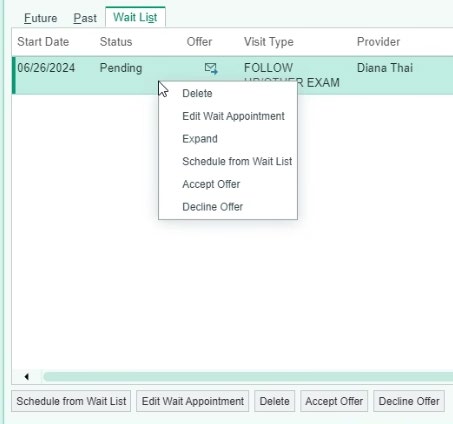 Future Past Wait List
Start Date Status Offer Visit Type Provider
06/26/2024 Pending FOLLOW Diana Thai
EXAM
Delete
Edit Wait Appointment
Expand
Schedule from Wait List
Accept Offer
Decline Offer
Schedule from Wait List Edit Wait Appointment Delete Accept Offer Decline Offer